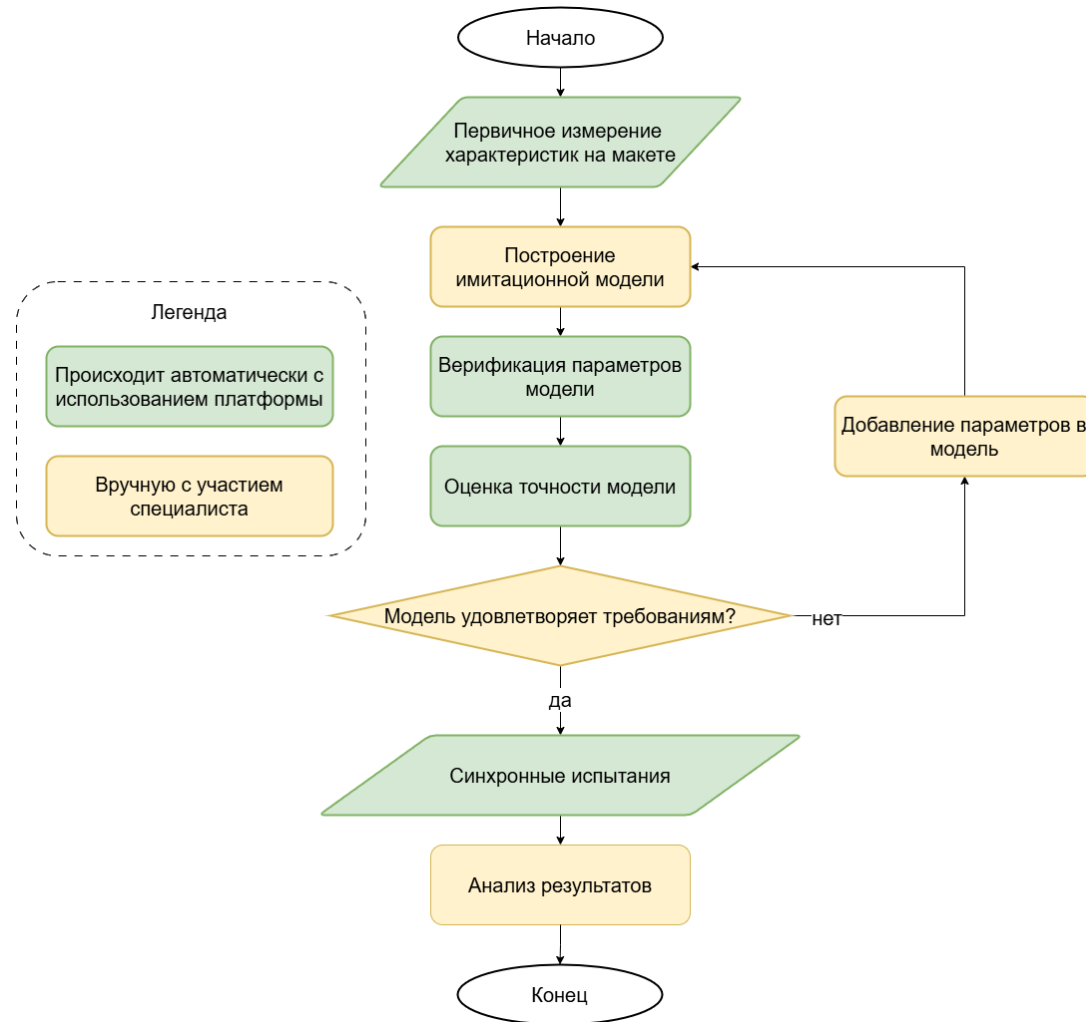 Начало
Первичное измерение
характеристик на макете
Построение
имитационной модели
Легенда
Происходит автоматически с
использованием платформы
Верификация параметров
модели
Добавление параметров в
модель
Вручную с участием
специалиста
Оценка точности модели
Модель удовлетворяет требованиям?
нет
да
Синхронные испытания
Анализ результатов
Конец